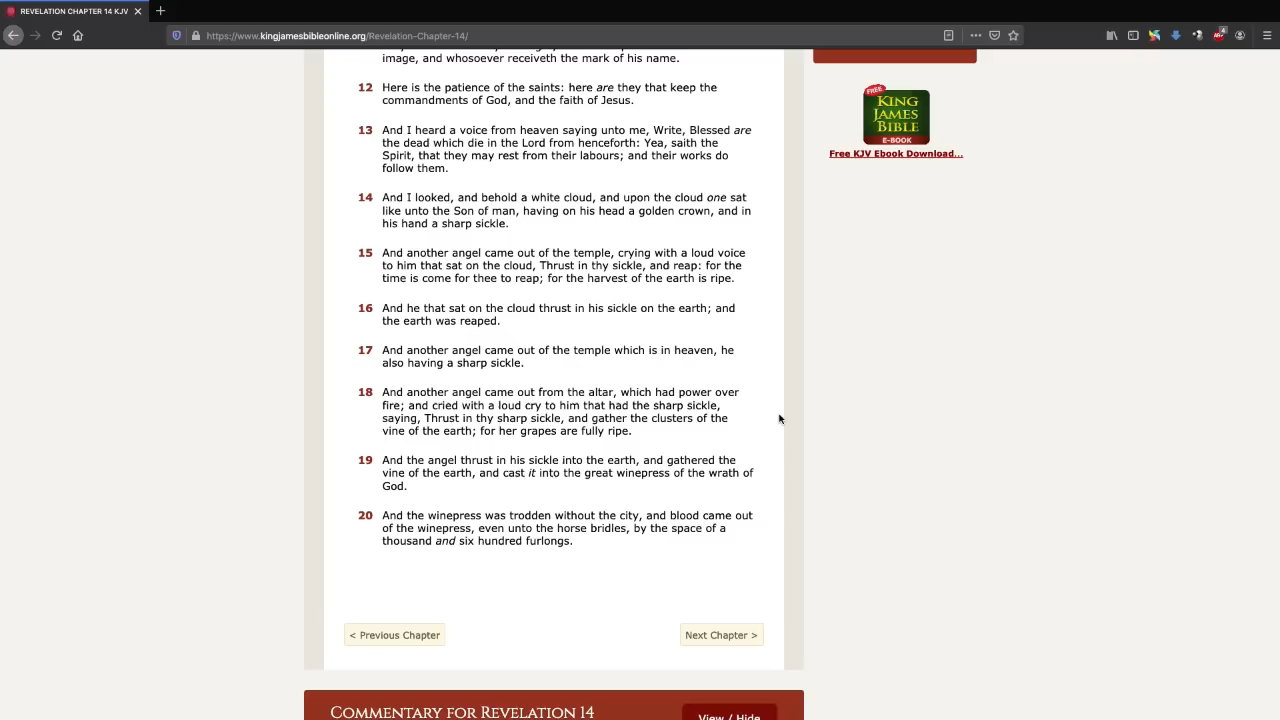 REVELATION CHAPTER 14 KJV
https://www.kingjamesbibleonline.org/Revelation-Chapter-14/
image, and whosoever receiveth the mark of his name.
12 Here is the patience of the saints: here are they that keep the
commandments of God, and the faith of Jesus.
13 And I heard a voice from heaven saying unto me, Write, Blessed are
the dead which die in the Lord from henceforth: Yea, saith the
Spirit, that they may rest from their labours; and their works do
follow them.
14 And I looked, and behold a white cloud, and upon the cloud one sat
like unto the Son of man, having on his head a golden crown, and in
his hand a sharp sickle.
15 And another angel came out of the temple, crying with a loud voice
to him that sat on the cloud, Thrust in thy sickle, and reap: for the
time is come for thee to reap; for the harvest of the earth is ripe.
16 And he that sat on the cloud thrust in his sickle on the earth; and
the earth was reaped.
17 And another angel came out of the temple which is in heaven, he
also having a sharp sickle.
18 And another angel came out from the altar, which had power over
fire; and cried with a loud cry to him that had the sharp sickle,
saying, Thrust in thy sharp sickle, and gather the clusters of the
vine of the earth; for her grapes are fully ripe.
19 And the angel thrust in his sickle into the earth, and gathered the
vine of the earth, and cast it into the great winepress of the wrath of
God.
20 And the winepress was trodden without the city, and blood came out
of the winepress, even unto the horse bridles, by the space of a
thousand and six hundred furlongs.
< Previous Chapter
Next Chapter >
COMMENTARY FOR REVELATION 14
View / Hide
FREE
KING
JAMES
BIBLE
E-BOOK
Free KJV Ebook Download...